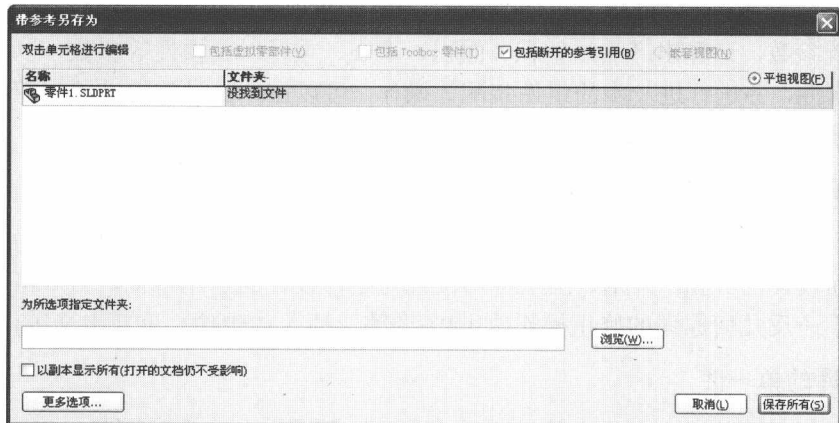 带参考另存为
双击单元格进行编辑 包括虚拟零部件(V) 包括 Toolbox 零件(T) 包括断开的参考引用(B) 嵌套视图(N)
名称 文件夹 平坦视图(F)
零件1.SLDPRT 没找到文件
为所选项指定文件夹:
浏览(W)...
以副本显示所有(打开的文档仍不受影响)
更多选项... 取消(L) 保存所有(S)